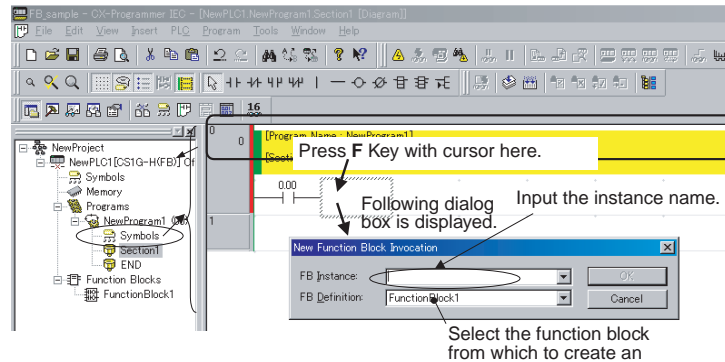 FB_sample - CX-Programmer IEC - [NewPLC1.NewProgram1.Section1 [Diagram]]
File Edit View Insert PLC Program Tools Window Help
16
NewProject
NewPLC1[CS1G-H(FB)] Of
Symbols
Memory
Programs
NewProgram1
Symbols
Section1
END
Function Blocks
FunctionBlock1
0
0
[Program Name : NewProgram1]
Press F Key with cursor here.
0.00
Following dialog
box is displayed.
Input the instance name.
1
New Function Block Invocation
FB Instance:
OK
FB Definition:
FunctionBlock1
Cancel
Select the function block
from which to create an